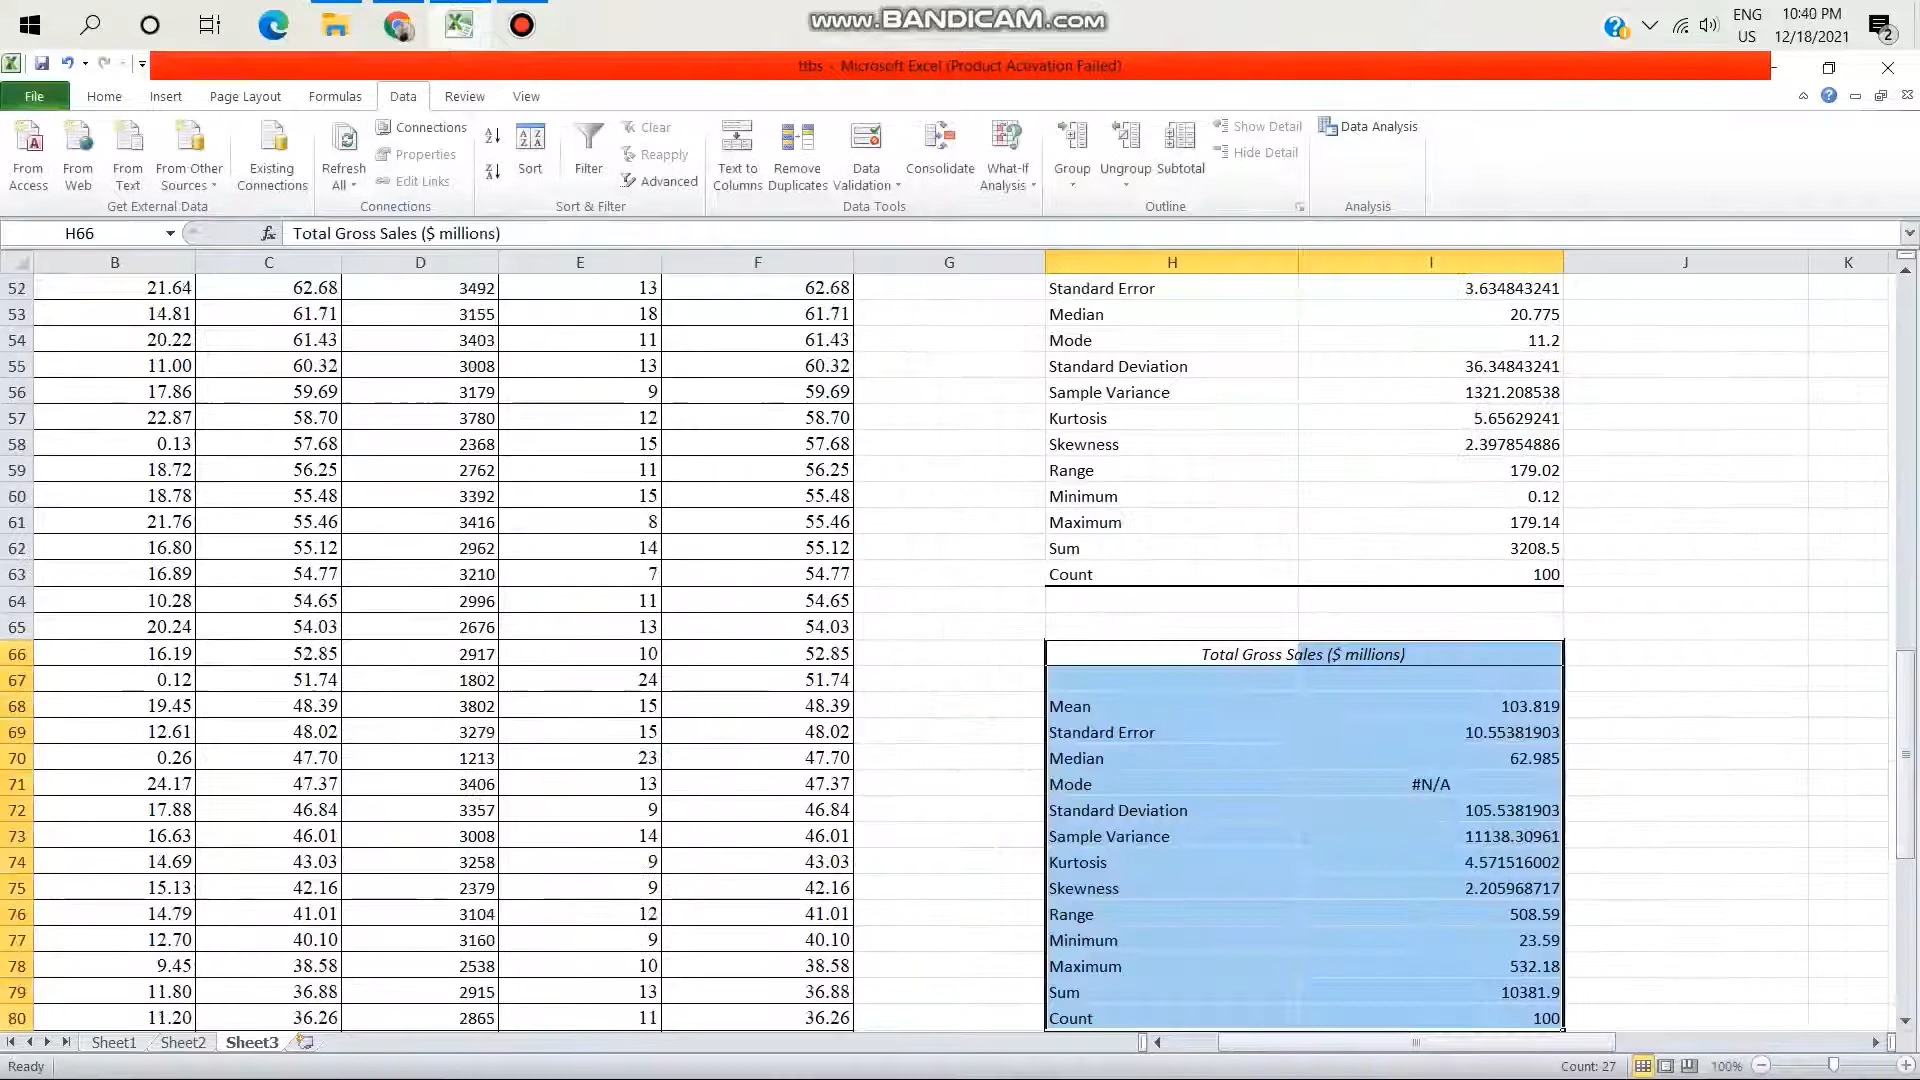 www.BANDICAM.com
ENG
US
10:40 PM
12/18/2021
2
ttbs - Microsoft Excel (Product Activation Failed)
File
Home
Insert
Page Layout
Formulas
Data
Review
View
From Access
From Web
From Text
From Other Sources
Get External Data
Existing Connections
Refresh All
Connections
Properties
Edit Links
Connections
Sort
Filter
Clear
Reapply
Advanced
Sort & Filter
Text to Columns
Remove Duplicates
Data Validation
Consolidate
What-If Analysis
Data Tools
Group
Ungroup
Subtotal
Show Detail
Hide Detail
Outline
Data Analysis
Analysis
H66 fx Total Gross Sales ($ millions)
B C D E F G H I J K
52 21.64 62.68 3492 13 62.68 Standard Error 3.634843241
53 14.81 61.71 3155 18 61.71 Median 20.775
54 20.22 61.43 3403 11 61.43 Mode 11.2
55 11.00 60.32 3008 13 60.32 Standard Deviation 36.34843241
56 17.86 59.69 3179 9 59.69 Sample Variance 1321.208538
57 22.87 58.70 3780 12 58.70 Kurtosis 5.65629241
58 0.13 57.68 2368 15 57.68 Skewness 2.397854886
59 18.72 56.25 2762 11 56.25 Range 179.02
60 18.78 55.48 3392 15 55.48 Minimum 0.12
61 21.76 55.46 3416 8 55.46 Maximum 179.14
62 16.80 55.12 2962 14 55.12 Sum 3208.5
63 16.89 54.77 3210 7 54.77 Count 100
64 10.28 54.65 2996 11 54.65
65 20.24 54.03 2676 13 54.03
66 16.19 52.85 2917 10 52.85 Total Gross Sales ($ millions)
67 0.12 51.74 1802 24 51.74
68 19.45 48.39 3802 15 48.39 Mean 103.819
69 12.61 48.02 3279 15 48.02 Standard Error 10.55381903
70 0.26 47.70 1213 23 47.70 Median 62.985
71 24.17 47.37 3406 13 47.37 Mode #N/A
72 17.88 46.84 3357 9 46.84 Standard Deviation 105.5381903
73 16.63 46.01 3008 14 46.01 Sample Variance 11138.30961
74 14.69 43.03 3258 9 43.03 Kurtosis 4.571516002
75 15.13 42.16 2379 9 42.16 Skewness 2.205968717
76 14.79 41.01 3104 12 41.01 Range 508.59
77 12.70 40.10 3160 9 40.10 Minimum 23.59
78 9.45 38.58 2538 10 38.58 Maximum 532.18
79 11.80 36.88 2915 13 36.88 Sum 10381.9
80 11.20 36.26 2865 11 36.26 Count 100
Sheet1 Sheet2 Sheet3
Ready Count: 27 100%